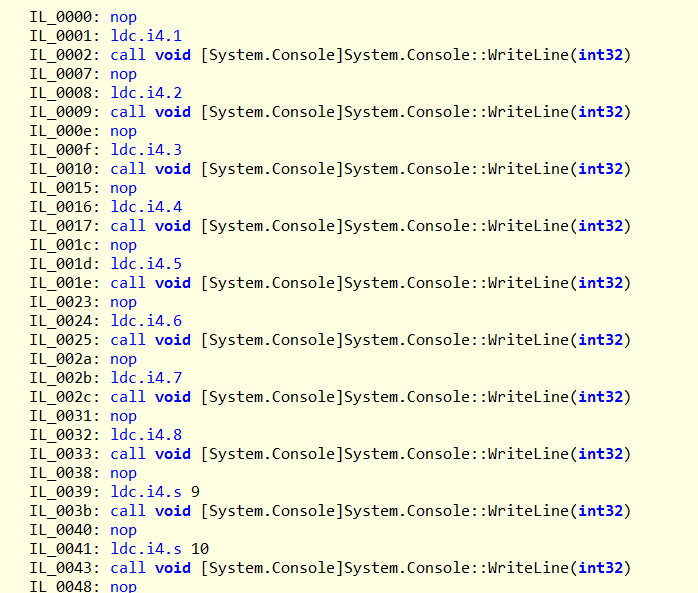 IL_0000: nop
IL_0001: ldc.i4.1
IL_0002: call void [System.Console]System.Console::WriteLine(int32)
IL_0007: nop
IL_0008: ldc.i4.2
IL_0009: call void [System.Console]System.Console::WriteLine(int32)
IL_000e: nop
IL_000f: ldc.i4.3
IL_0010: call void [System.Console]System.Console::WriteLine(int32)
IL_0015: nop
IL_0016: ldc.i4.4
IL_0017: call void [System.Console]System.Console::WriteLine(int32)
IL_001c: nop
IL_001d: ldc.i4.5
IL_001e: call void [System.Console]System.Console::WriteLine(int32)
IL_0023: nop
IL_0024: ldc.i4.6
IL_0025: call void [System.Console]System.Console::WriteLine(int32)
IL_002a: nop
IL_002b: ldc.i4.7
IL_002c: call void [System.Console]System.Console::WriteLine(int32)
IL_0031: nop
IL_0032: ldc.i4.8
IL_0033: call void [System.Console]System.Console::WriteLine(int32)
IL_0038: nop
IL_0039: ldc.i4.s 9
IL_003b: call void [System.Console]System.Console::WriteLine(int32)
IL_0040: nop
IL_0041: ldc.i4.s 10
IL_0043: call void [System.Console]System.Console::WriteLine(int32)
IL_0048: nop